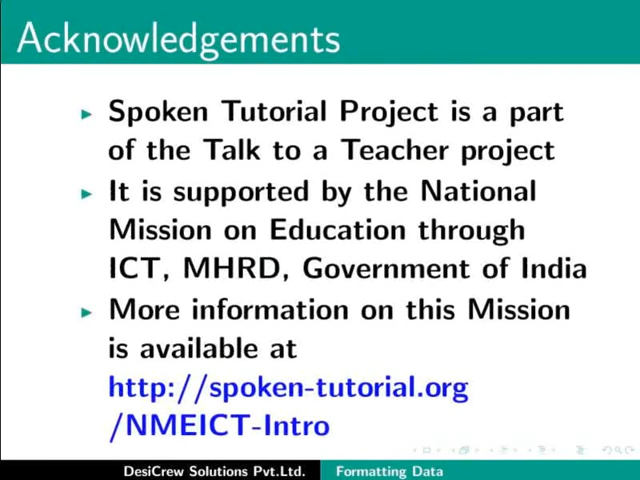 Acknowledgements
Spoken Tutorial Project is a part
of the Talk to a Teacher project
It is supported by the National
Mission on Education through
ICT, MHRD, Government of India
More information on this Mission
is available at
http://spoken-tutorial.org
/NMEICT-Intro
DesiCrew Solutions Pvt.Ltd. Formatting Data